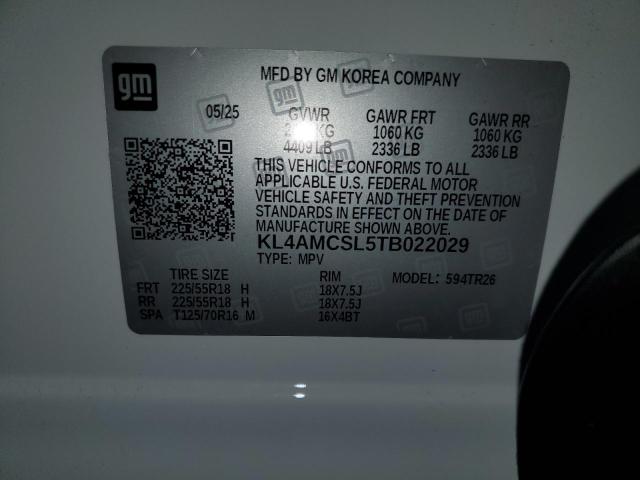 gm
MFD BY GM KOREA COMPANY
05/25 GVWR GAWR FRT GAWR RR
KG 1060 KG 1060 KG
4409 LB 2336 LB 2336 LB
THIS VEHICLE CONFORMS TO ALL
APPLICABLE U.S. FEDERAL MOTOR
VEHICLE SAFETY AND THEFT PREVENTION
STANDARDS IN EFFECT ON THE DATE OF
MANUFACTURE SHOWN ABOVE.
KL4AMCSL5TB022029
TYPE: MPV MODEL: 594TR26
TIRE SIZE RIM
FRT 225/55R18 H 18X7.5J
RR 225/55R18 H 18X7.5J
SPA T125/70R16 M 16X4BT